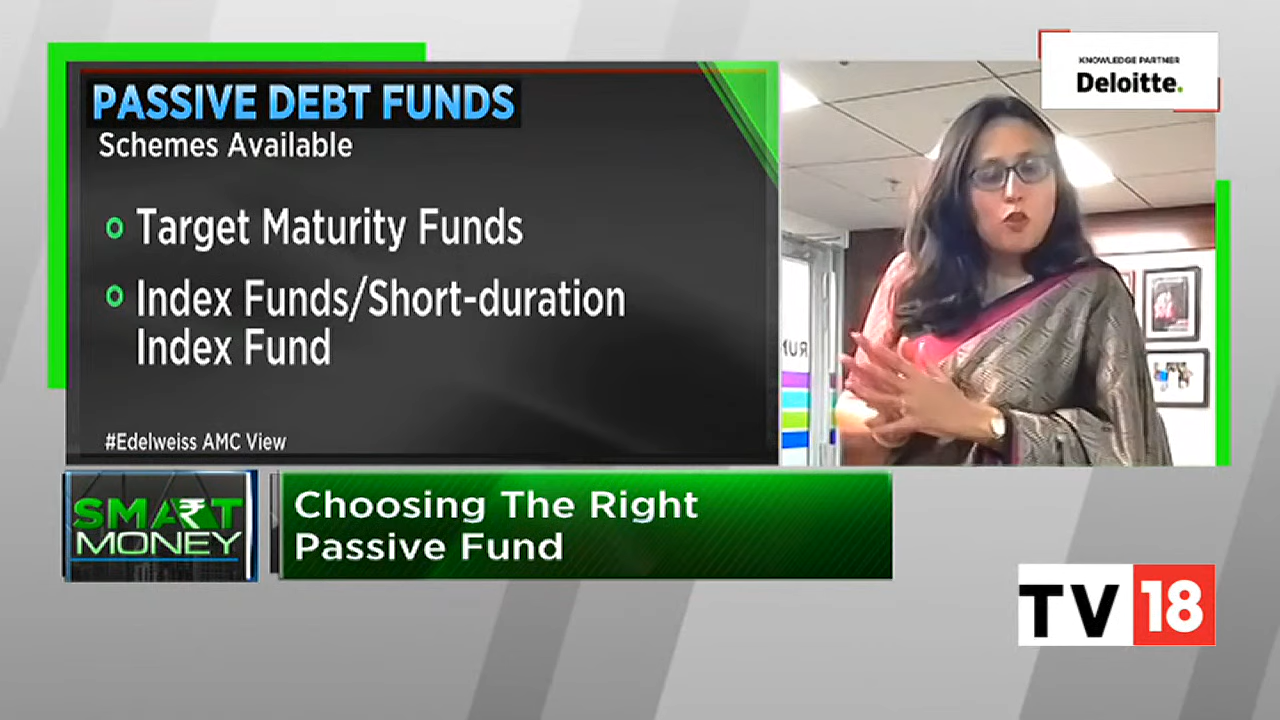 KNOWLEDGE PARTNER
Deloitte.
PASSIVE DEBT FUNDS
Schemes Available
Target Maturity Funds
Index Funds/Short-duration
Index Fund
#Edelweiss AMC View
SMART
MONEY
Choosing The Right
Passive Fund
TV18